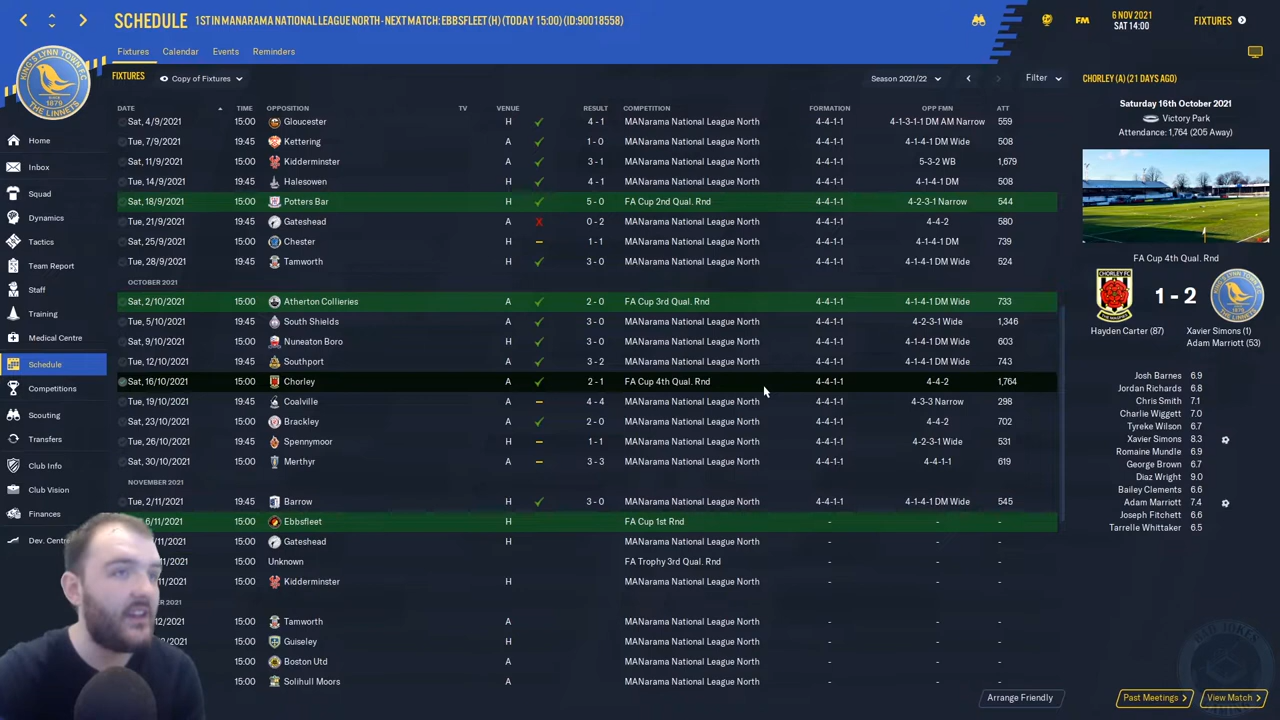 SCHEDULE 1ST IN MANARAMA NATIONAL LEAGUE NORTH - NEXT MATCH: EBBSFLEET (H) (TODAY 15:00) (ID:90018558) FM 6 NOV 2021 SAT 14:00 FIXTURES
Fixtures Calendar Events Reminders
FIXTURES Copy of Fixtures Season 2021/22 Filter
DATE TIME OPPOSITION TV VENUE RESULT COMPETITION FORMATION OPP FMN ATT
Sat, 4/9/2021 15:00 Gloucester H 4 - 1 MANarama National League North 4-4-1-1 4-1-3-1-1 DM AM Narrow 559
Tue, 7/9/2021 19:45 Kettering A 1 - 0 MANarama National League North 4-4-1-1 4-1-4-1 DM Wide 508
Sat, 11/9/2021 15:00 Kidderminster A 3 - 1 MANarama National League North 4-4-1-1 5-3-2 WB 1,679
Tue, 14/9/2021 19:45 Halesowen H 4 - 1 MANarama National League North 4-4-1-1 4-1-4-1 DM 508
Sat, 18/9/2021 15:00 Potters Bar H 5 - 0 FA Cup 2nd Qual. Rnd 4-4-1-1 4-2-3-1 Narrow 544
Tue, 21/9/2021 19:45 Gateshead A 0 - 2 MANarama National League North 4-4-1-1 4-4-2 580
Sat, 25/9/2021 15:00 Chester H 1 - 1 MANarama National League North 4-4-1-1 4-1-4-1 DM 739
Tue, 28/9/2021 19:45 Tamworth H 3 - 0 MANarama National League North 4-4-1-1 4-1-4-1 DM Wide 524
OCTOBER 2021
Sat, 2/10/2021 15:00 Atherton Collieries A 2 - 0 FA Cup 3rd Qual. Rnd 4-4-1-1 4-1-4-1 DM Wide 733
Tue, 5/10/2021 19:45 South Shields A 3 - 0 MANarama National League North 4-4-1-1 4-2-3-1 Wide 1,346
Sat, 9/10/2021 15:00 Nuneaton Boro H 3 - 0 MANarama National League North 4-4-1-1 4-1-4-1 DM Wide 603
Tue, 12/10/2021 19:45 Southport A 3 - 2 MANarama National League North 4-4-1-1 4-1-4-1 DM Wide 743
Sat, 16/10/2021 15:00 Chorley A 2 - 1 FA Cup 4th Qual. Rnd 4-4-1-1 4-4-2 1,764
Tue, 19/10/2021 19:45 Coalville A 4 - 4 MANarama National League North 4-4-1-1 4-3-3 Narrow 298
Sat, 23/10/2021 15:00 Brackley A 2 - 0 MANarama National League North 4-4-1-1 4-4-2 702
Tue, 26/10/2021 19:45 Spennymoor H 1 - 1 MANarama National League North 4-4-1-1 4-2-3-1 Wide 531
Sat, 30/10/2021 15:00 Merthyr A 3 - 3 MANarama National League North 4-4-1-1 4-4-1-1 619
NOVEMBER 2021
Tue, 2/11/2021 19:45 Barrow H 3 - 0 MANarama National League North 4-4-1-1 4-1-4-1 DM Wide 545
6/11/2021 15:00 Ebbsfleet H FA Cup 1st Rnd - - -
/11/2021 15:00 Gateshead H MANarama National League North - - -
/11/2021 15:00 Unknown FA Trophy 3rd Qual. Rnd - - -
/11/2021 15:00 Kidderminster H MANarama National League North - - -
2021
/2021 15:00 Tamworth A MANarama National League North - - -
/2021 15:00 Guiseley H MANarama National League North - - -
2021 15:00 Boston Utd A MANarama National League North - - -
2021 15:00 Solihull Moors A MANarama National League North - - -
Arrange Friendly
KING'S LYNN TOWN FC
THE LINNETS
1879
Home
Inbox
Squad
Dynamics
Tactics
Team Report
Staff
Training
Medical Centre
Schedule
Competitions
Scouting
Transfers
Club Info
Club Vision
Finances
Dev. Centre
CHORLEY (A) (21 DAYS AGO)
Saturday 16th October 2021
Victory Park
Attendance: 1,764 (205 Away)
FA Cup 4th Qual. Rnd
CHORLEY FC
1 - 2
Hayden Carter (87) Xavier Simons (1)
Adam Marriott (53)
Josh Barnes 6.9
Jordan Richards 6.8
Chris Smith 7.1
Charlie Wiggett 7.0
Tyreke Wilson 6.7
Xavier Simons 8.3
Romaine Mundle 6.9
George Brown 6.7
Diaz Wright 9.0
Bailey Clements 6.6
Adam Marriott 7.4
Joseph Fitchett 6.6
Tarrelle Whittaker 6.5
Past Meetings View Match